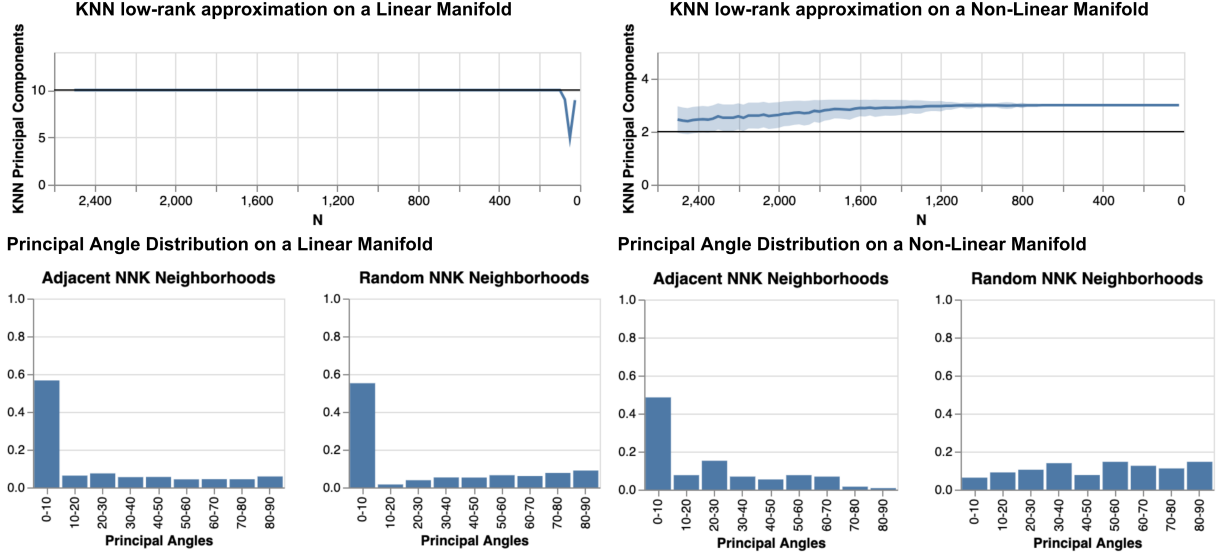 KNN low-rank approximation on a Linear Manifold
KNN Principal Components
10
5
0
2,400 2,000 1,600 1,200 800 400 0
N
KNN low-rank approximation on a Non-Linear Manifold
KNN Principal Components
4
2
0
2,400 2,000 1,600 1,200 800 400 0
N
Principal Angle Distribution on a Linear Manifold
Adjacent NNK Neighborhoods
1.0
0.8
0.6
0.4
0.2
0.0
0-10 10-20 20-30 30-40 40-50 50-60 60-70 70-80 80-90
Principal Angles
Random NNK Neighborhoods
1.0
0.8
0.6
0.4
0.2
0.0
0-10 10-20 20-30 30-40 40-50 50-60 60-70 70-80 80-90
Principal Angles
Principal Angle Distribution on a Non-Linear Manifold
Adjacent NNK Neighborhoods
1.0
0.8
0.6
0.4
0.2
0.0
0-10 10-20 20-30 30-40 40-50 50-60 60-70 70-80 80-90
Principal Angles
Random NNK Neighborhoods
1.0
0.8
0.6
0.4
0.2
0.0
0-10 10-20 20-30 30-40 40-50 50-60 60-70 70-80 80-90
Principal Angles